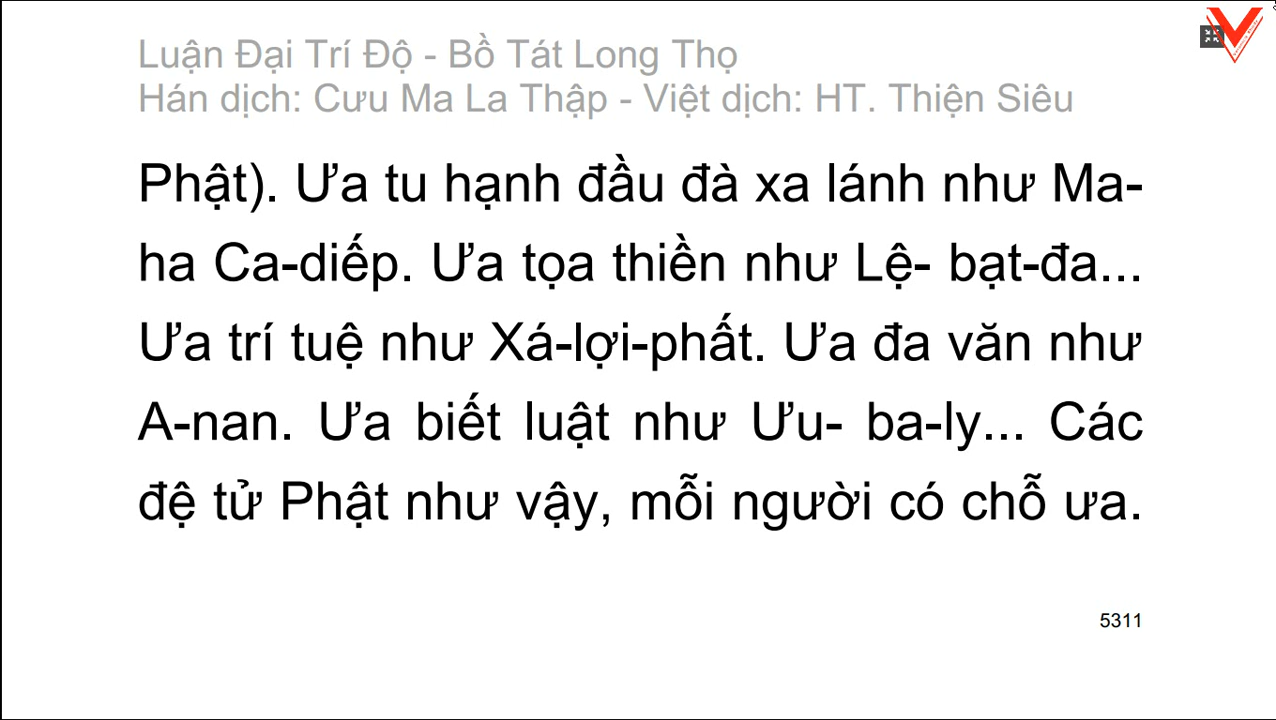 Luận Đại Trí Độ - Bồ Tát Long Thọ
Hán dịch: Cưu Ma La Thập - Việt dịch: HT. Thiện Siêu
Phật). Ưa tu hạnh đầu đà xa lánh như Ma-
ha Ca-diếp. Ưa tọa thiền như Lệ- bạt-đa...
Ưa trí tuệ như Xá-lợi-phất. Ưa đa văn như
A-nan. Ưa biết luật như Ưu- ba-ly... Các
đệ tử Phật như vậy, mỗi người có chỗ ưa.
5311